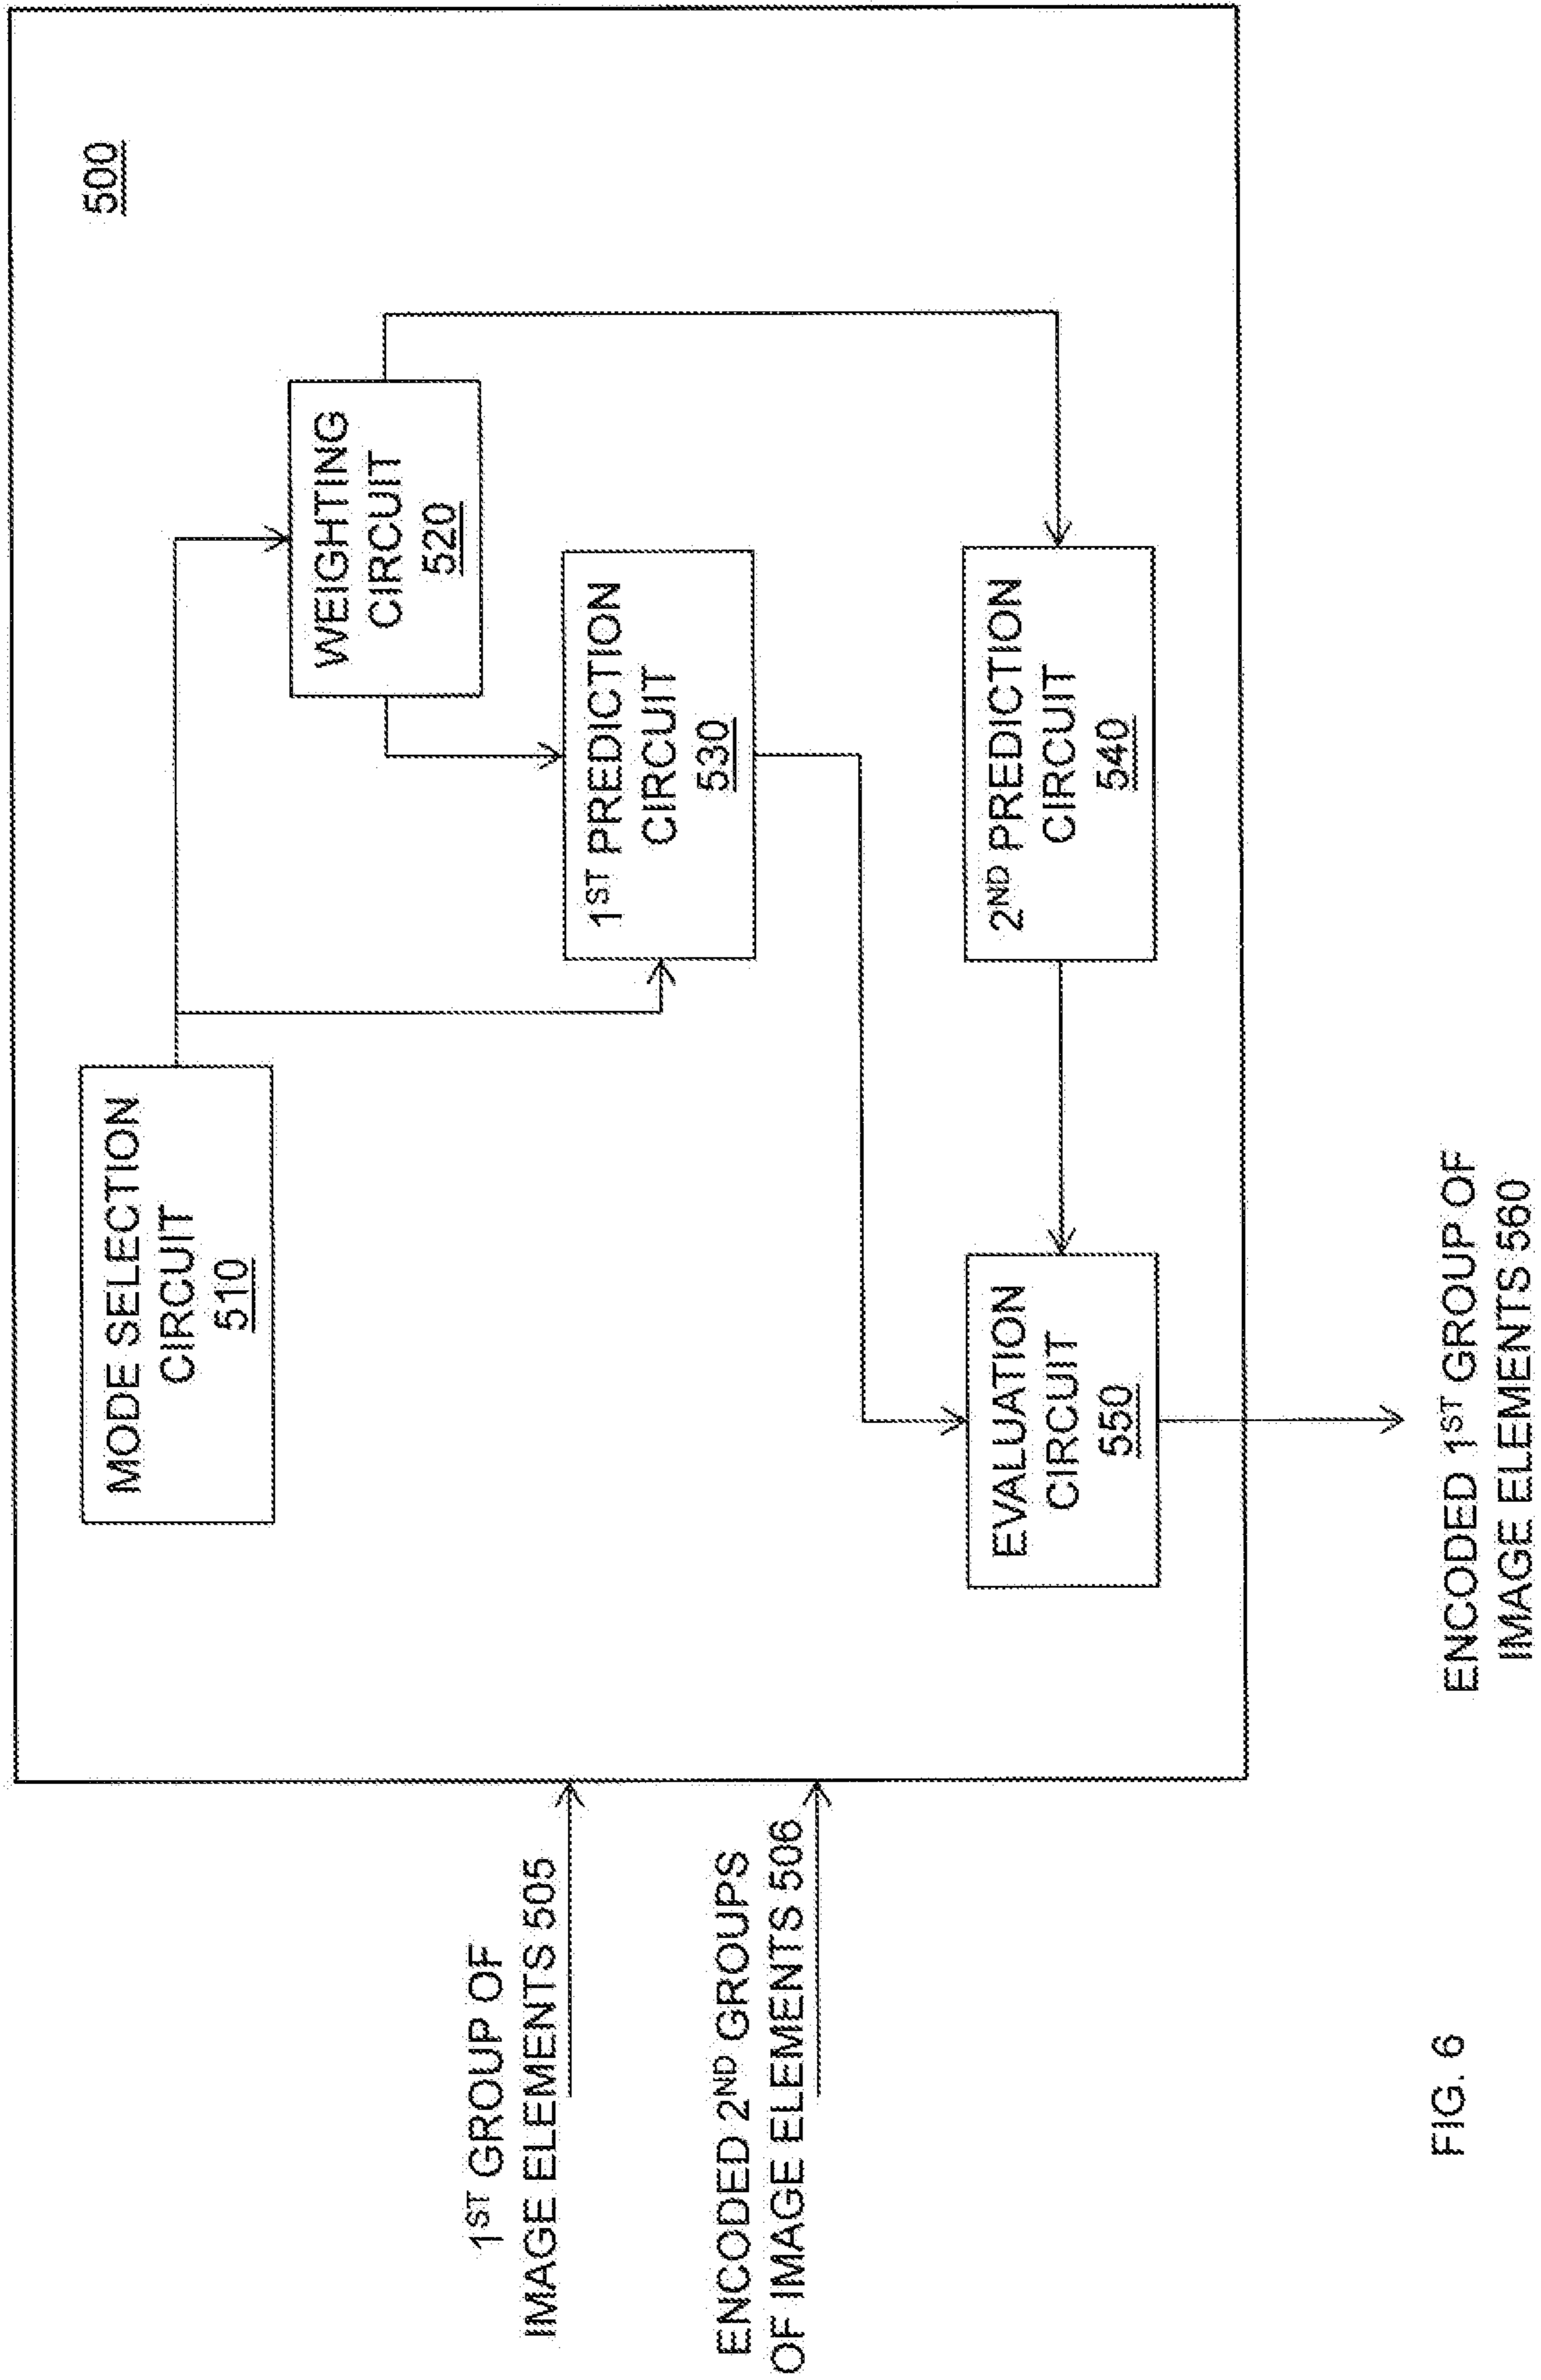 500
MODE SELECTION
CIRCUIT
510
WEIGHTING
CIRCUIT
520
1ST PREDICTION
CIRCUIT
530
1ST GROUP OF
IMAGE ELEMENTS 505
ENCODED 2ND GROUPS
OF IMAGE ELEMENTS 506
EVALUATION
CIRCUIT
550
2ND PREDICTION
CIRCUIT
540
ENCODED 1ST GROUP OF
IMAGE ELEMENTS 560
FIG. 6